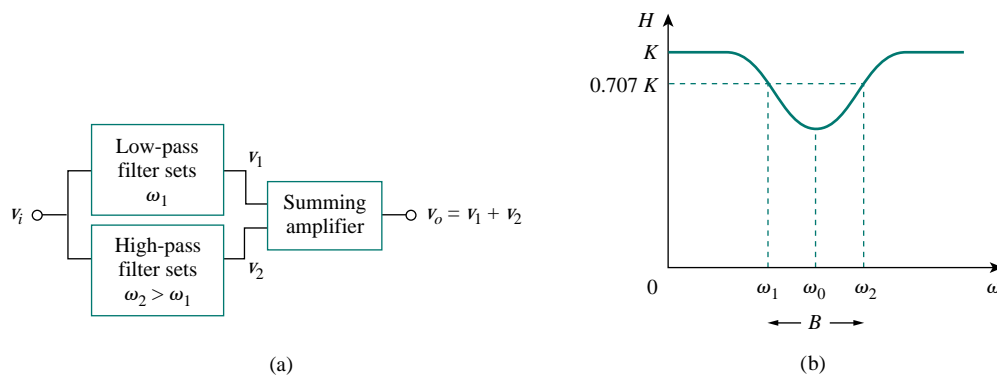 Low-pass
filter sets
ω1
v1
vi
Summing
amplifier
vo = v1 + v2
High-pass
filter sets
ω2 > ω1
v2
(a)
H
K
0.707 K
0
ω1
ω0
ω2
ω
B
(b)